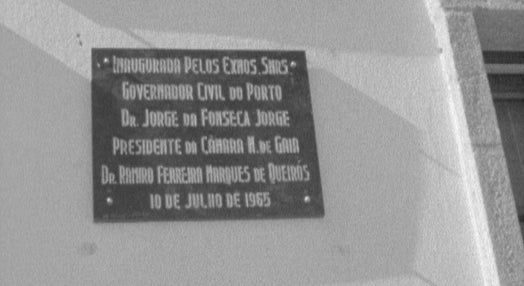 Inaugurada Pelos Exmos. Snrs
Governador Civil do Porto
Dr. Jorge da Fonseca Jorge
Presidente da Câmara M. de Gaia
Dr. Ramiro Ferreira Marques de Queirós
10 de Julho de 1965